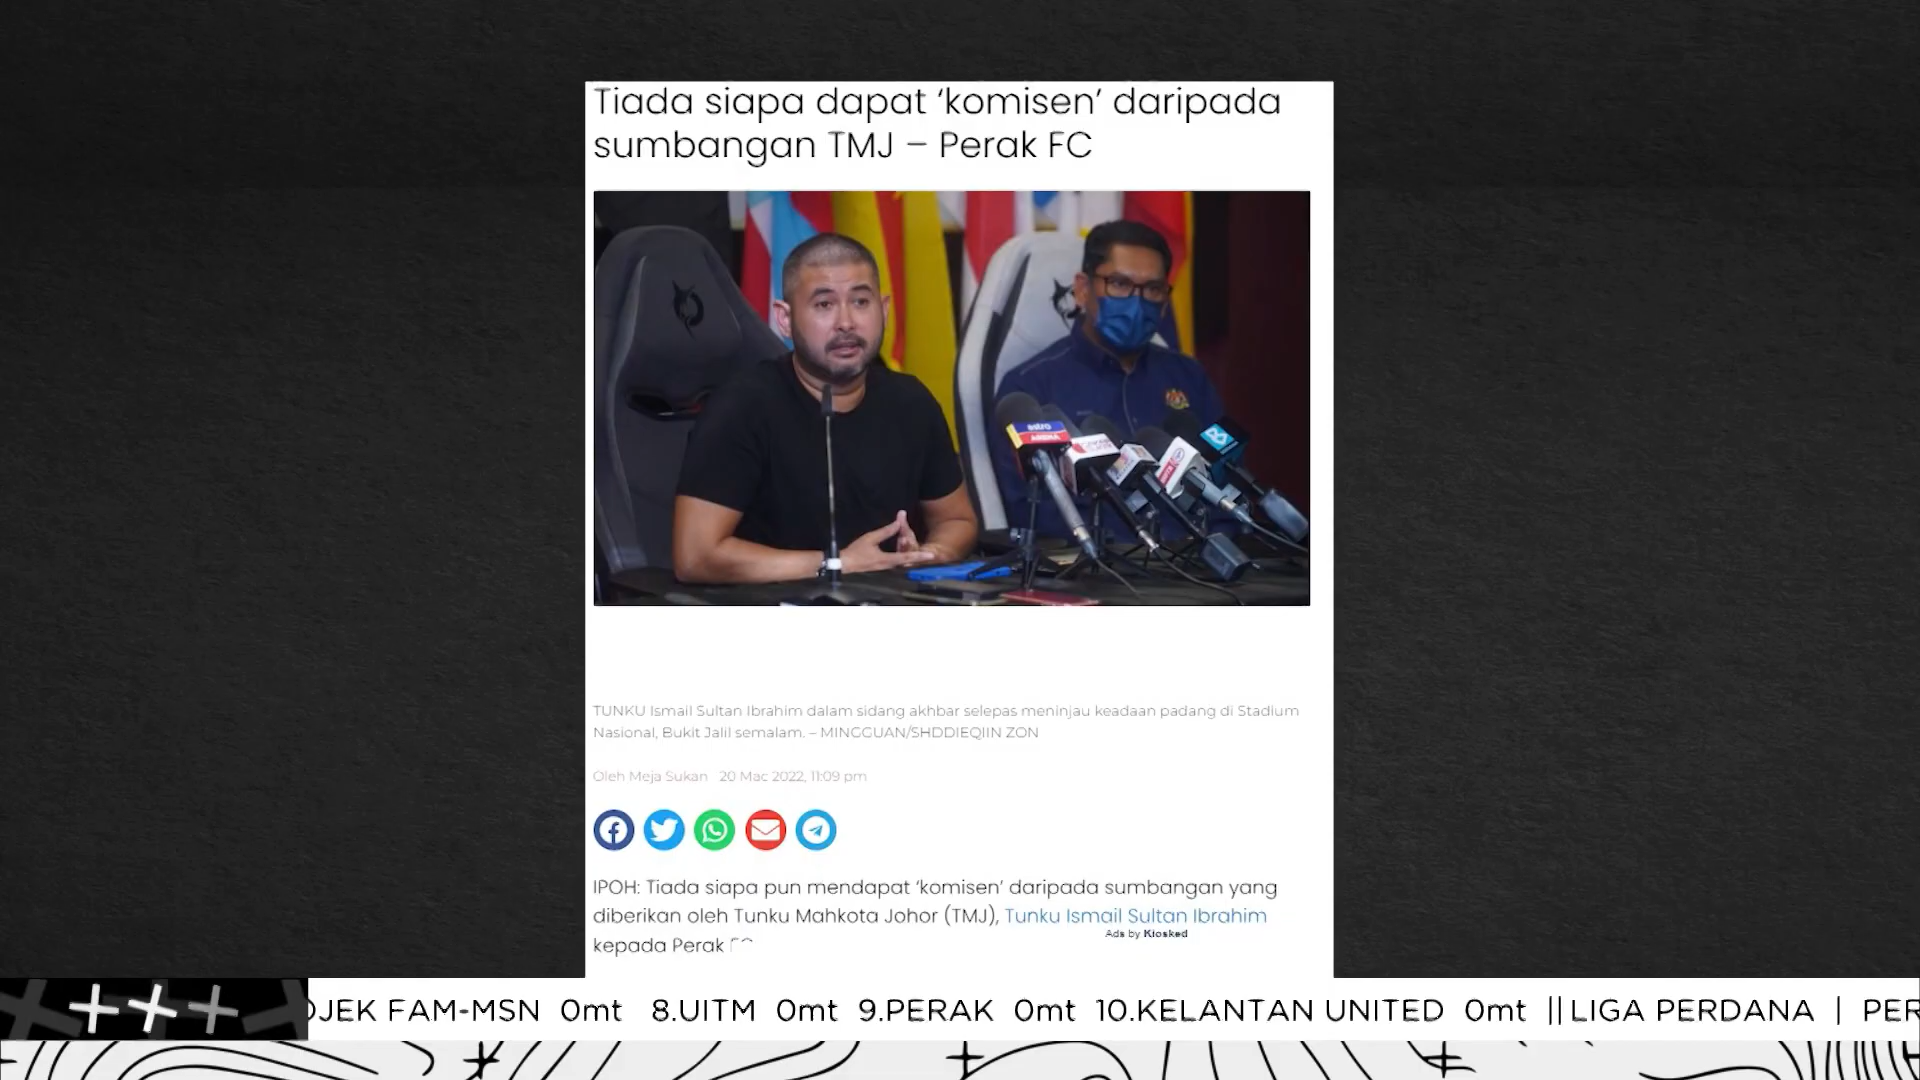 Tiada siapa dapat ‘komisen’ daripada
sumbangan TMJ – Perak FC
astro
ARENA
TUNKU Ismail Sultan Ibrahim dalam sidang akhbar selepas meninjau keadaan padang di Stadium
Nasional, Bukit Jalil semalam. – MINGGUAN/SHDDIEQIIN ZON
Oleh Meja Sukan 20 Mac 2022, 11:09 pm
IPOH: Tiada siapa pun mendapat ‘komisen’ daripada sumbangan yang
diberikan oleh Tunku Mahkota Johor (TMJ), Tunku Ismail Sultan Ibrahim
Ads by Kiosked
kepada Perak
OJEK FAM-MSN 0mt 8.UITM 0mt 9.PERAK 0mt 10.KELANTAN UNITED 0mt ||LIGA PERDANA | PER